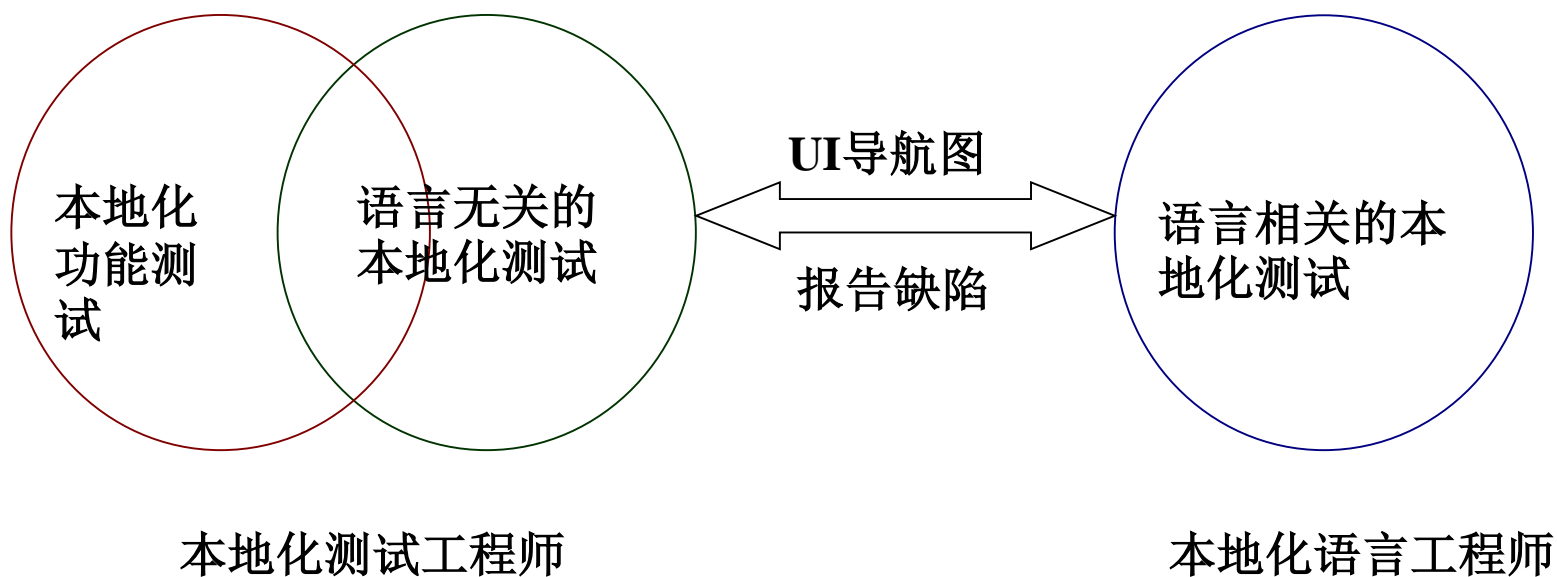 本地化
功能测
试
语言无关的
本地化测试
UI导航图
报告缺陷
语言相关的本
地化测试
本地化测试工程师
本地化语言工程师